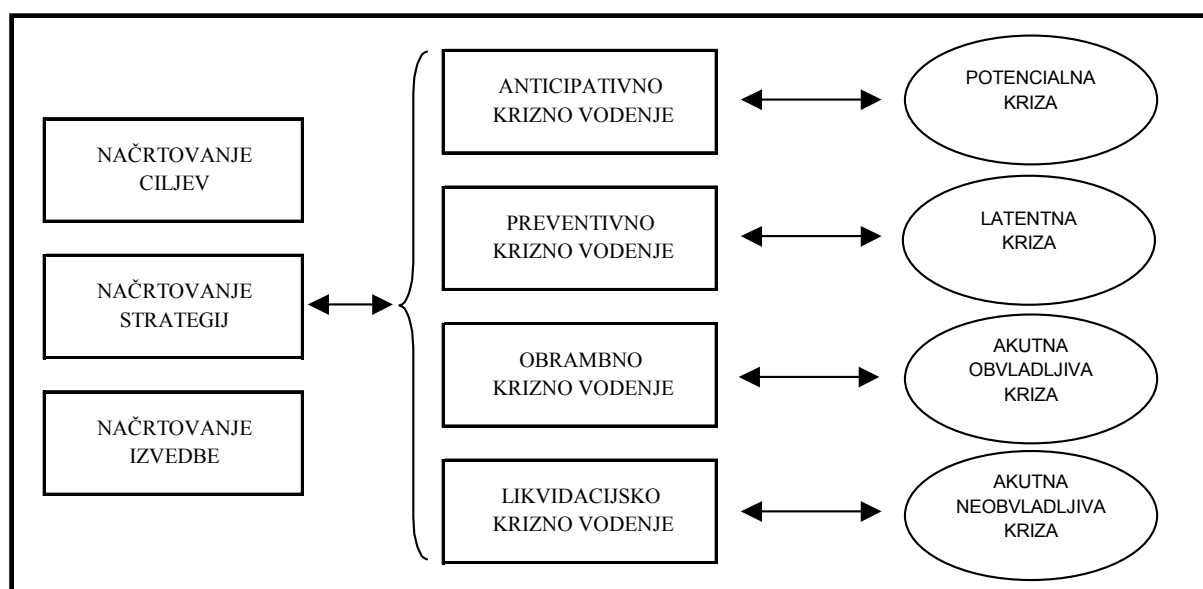 NAČRTOVANJE
CILJEV
NAČRTOVANJE
STRATEGIJ
NAČRTOVANJE
IZVEDBE
ANTICIPATIVNO
KRIZNO VODENJE
PREVENTIVNO
KRIZNO VODENJE
OBRAMBNO
KRIZNO VODENJE
LIKVIDACIJSKO
KRIZNO VODENJE
POTENCIALNA
KRIZA
LATENTNA
KRIZA
AKUTNA
OBVLADLJIVA
KRIZA
AKUTNA
NEOBVLADLJIVA
KRIZA